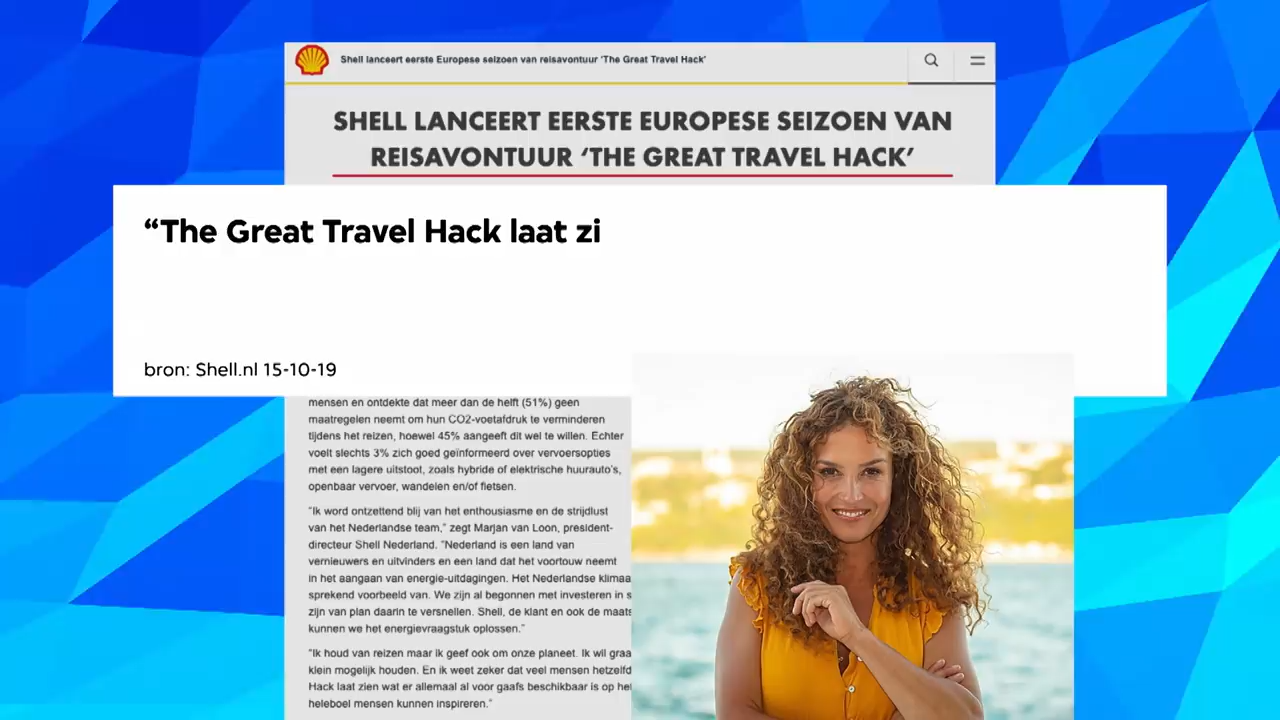 Shell lanceert eerste Europese seizoen van reisavontuur 'The Great Travel Hack'
SHELL LANCEERT EERSTE EUROPESE SEIZOEN VAN
REISAVONTUUR ‘THE GREAT TRAVEL HACK’
“The Great Travel Hack laat zi
bron: Shell.nl 15-10-19
mensen en ontdekte dat meer dan de helft (51%) geen
maatregelen neemt om hun CO2-voetafdruk te verminderen
tijdens het reizen, hoewel 45% aangeeft dit wel te willen. Echter
voelt slechts 3% zich goed geïnformeerd over vervoersopties
met een lagere uitstoot, zoals hybride of elektrische huurauto's,
openbaar vervoer, wandelen en/of fietsen.
"Ik word ontzettend blij van het enthousiasme en de strijdlust
van het Nederlandse team," zegt Marjan van Loon, president-
directeur Shell Nederland. "Nederland is een land van
vernieuwers en uitvinders en een land dat het voortouw neemt
in het aangaan van energie-uitdagingen. Het Nederlandse klimaa
sprekend voorbeeld van. We zijn al begonnen met investeren in s
zijn van plan daarin te versnellen. Shell, de klant en ook de maats
kunnen we het energievraagstuk oplossen."
"Ik houd van reizen maar ik geef ook om onze planeet. Ik wil graa
klein mogelijk houden. En ik weet zeker dat veel mensen hetzelfd
Hack laat zien wat er allemaal al voor gaafs beschikbaar is op het
heleboel mensen kunnen inspireren."